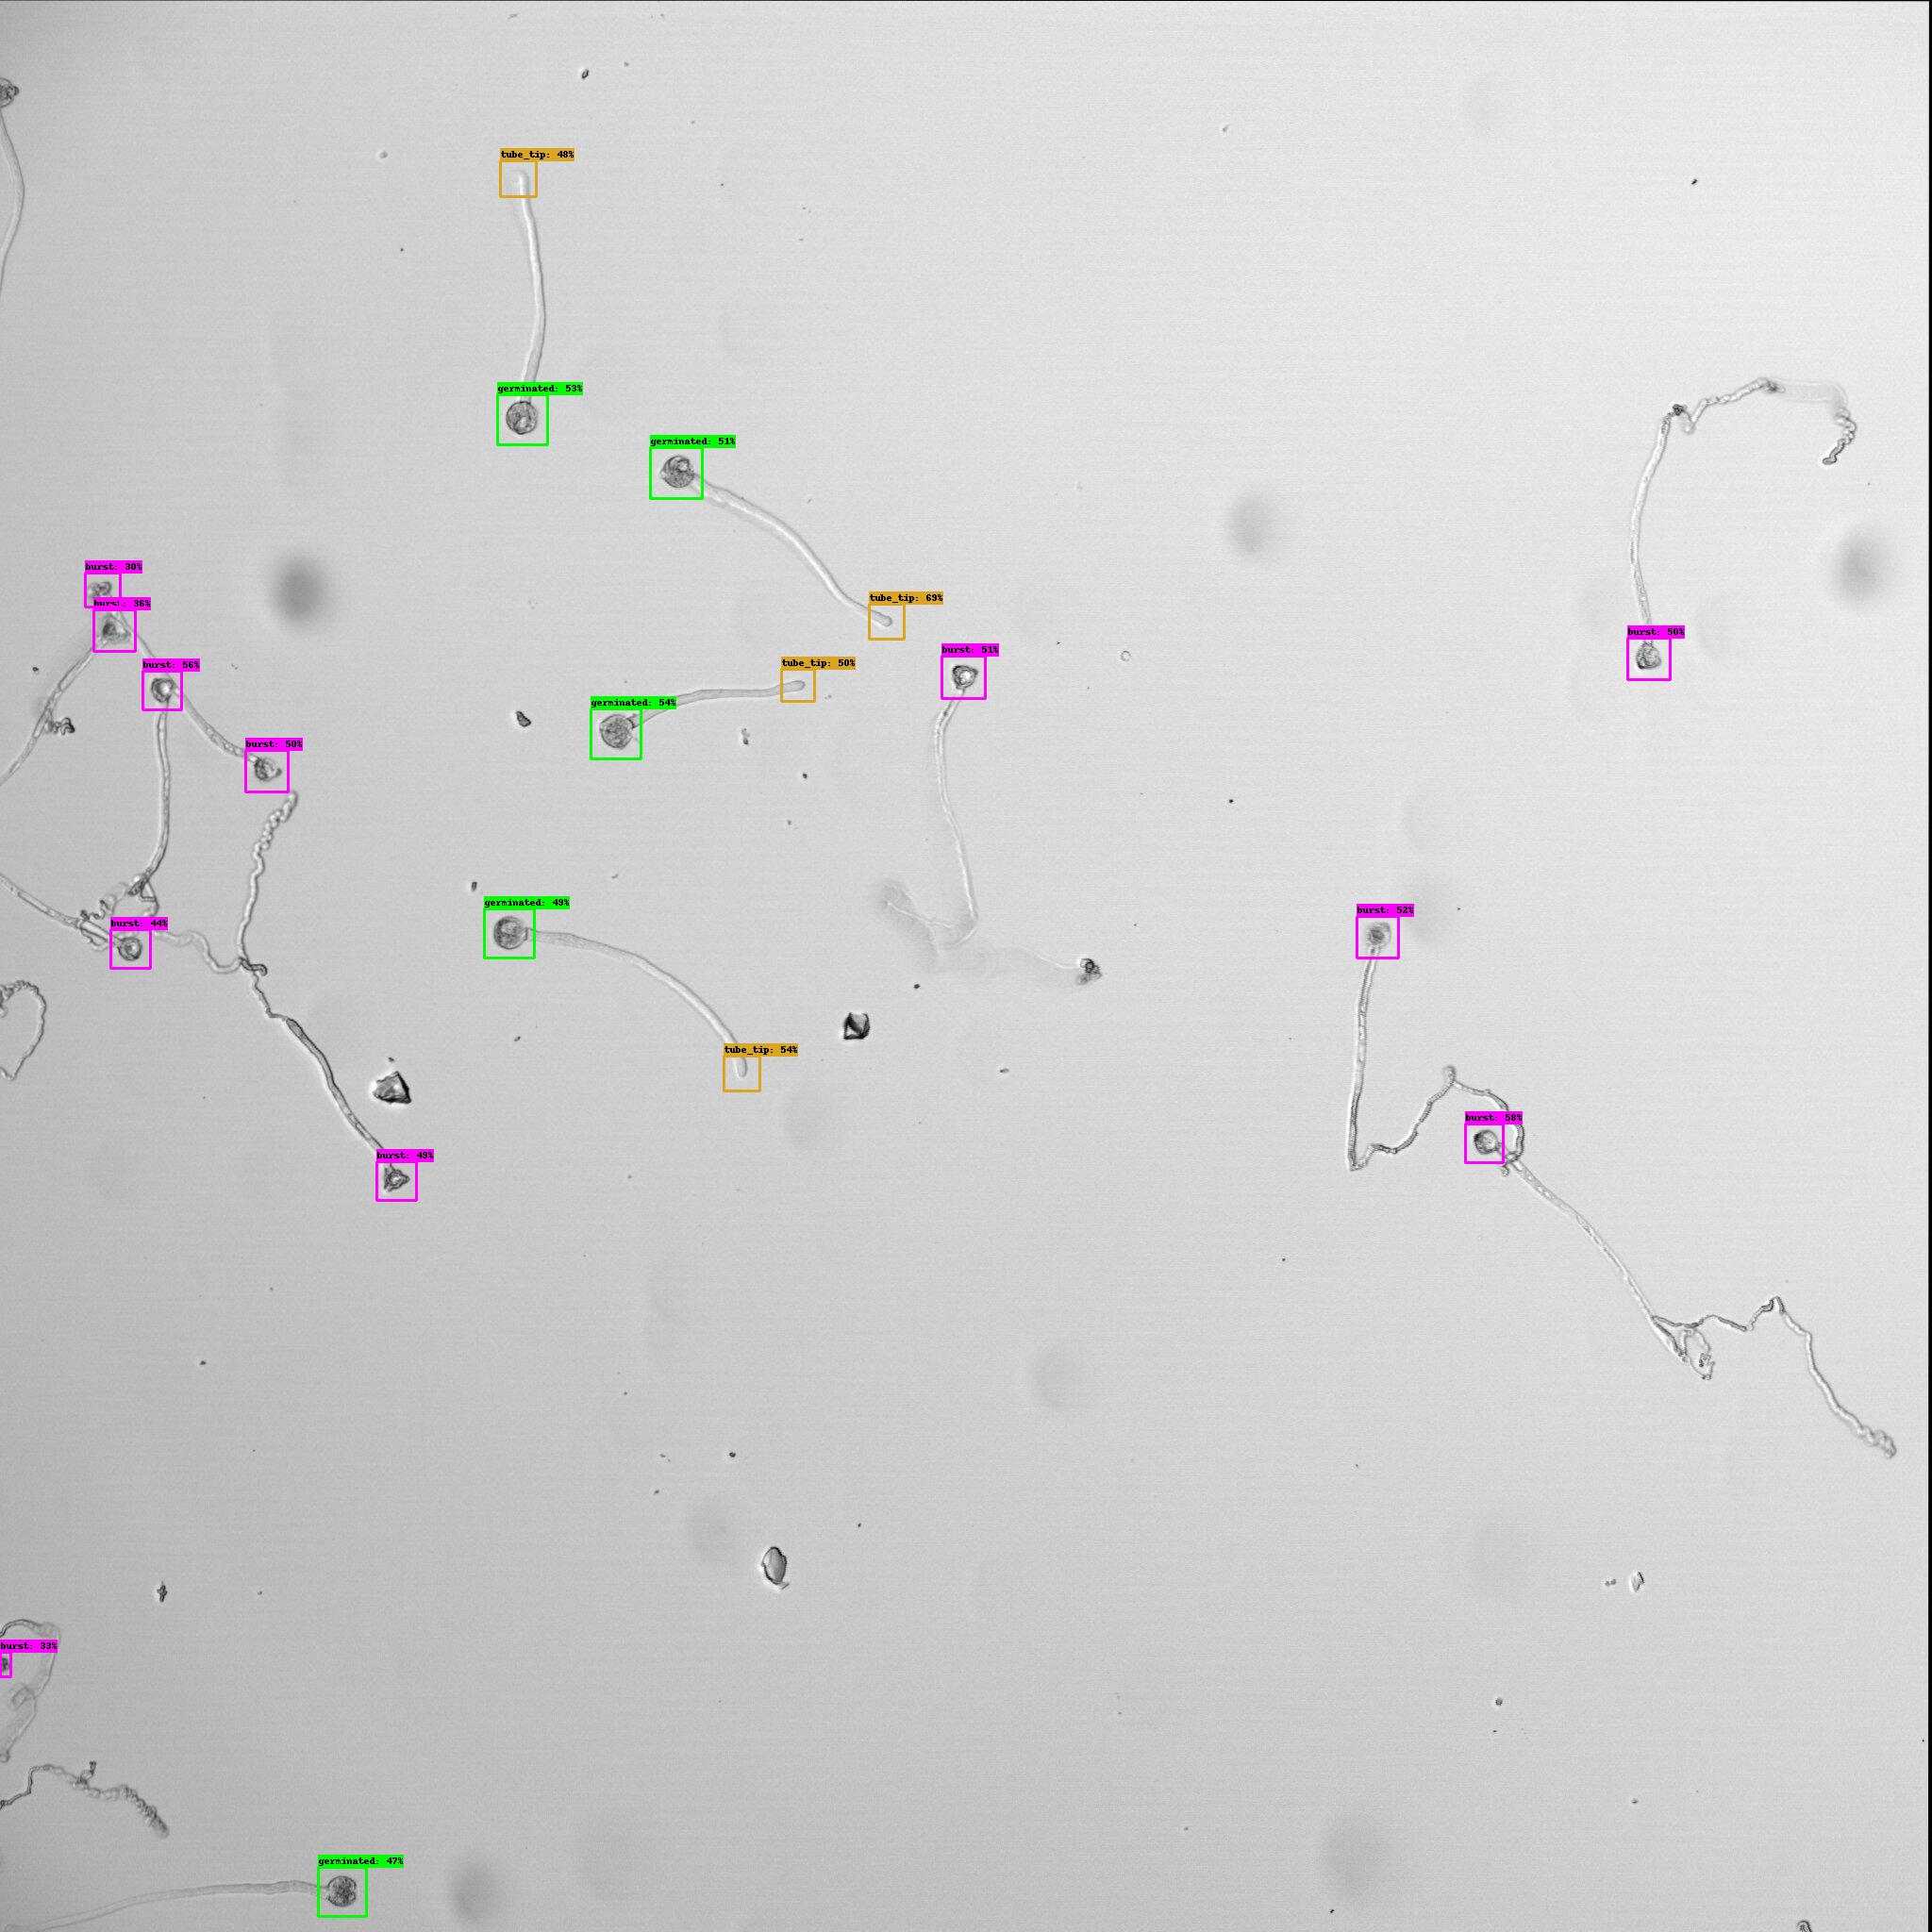 tube_tip: 48%
germinated: 53%
germinated: 51%
burst: 30%
tube_tip: 69%
burst: 36%
burst: 50%
burst: 51%
burst: 56%
tube_tip: 50%
germinated: 54%
burst: 50%
germinated: 49%
burst: 52%
burst: 44%
tube_tip: 54%
burst: 58%
burst: 49%
burst: 33%
germinated: 47%